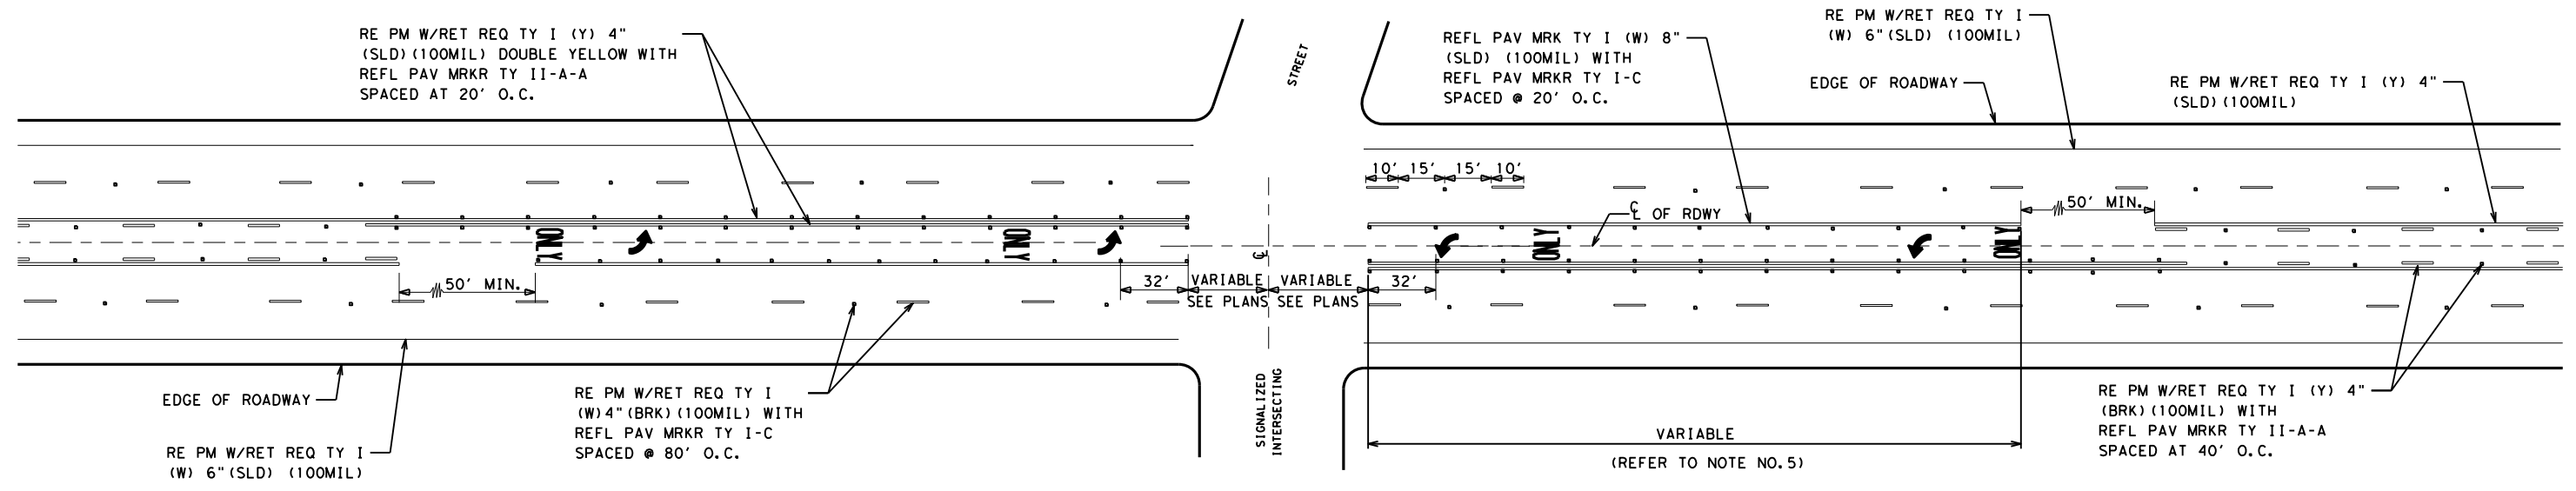 RE PM W/RET REQ TY I (Y) 4"
(SLD)(100MIL) DOUBLE YELLOW WITH
REFL PAV MRKR TY II-A-A
SPACED AT 20' O.C.
STREET
REFL PAV MRK TY I (W) 8"
(SLD) (100MIL) WITH
REFL PAV MRKR TY I-C
SPACED @ 20' O.C.
RE PM W/RET REQ TY I
(W) 6"(SLD) (100MIL)
EDGE OF ROADWAY
RE PM W/RET REQ TY I (Y) 4"
(SLD)(100MIL)
10' 15' 15' 10'
50' MIN.
℄ OF RDWY
ONLY
ONLY
ONLY
ONLY
℄
50' MIN.
32'
VARIABLE
SEE PLANS
VARIABLE
SEE PLANS
32'
EDGE OF ROADWAY
RE PM W/RET REQ TY I
(W) 6"(SLD) (100MIL)
RE PM W/RET REQ TY I
(W)4"(BRK)(100MIL) WITH
REFL PAV MRKR TY I-C
SPACED @ 80' O.C.
SIGNALIZED
INTERSECTING
VARIABLE
(REFER TO NOTE NO.5)
RE PM W/RET REQ TY I (Y) 4"
(BRK)(100MIL) WITH
REFL PAV MRKR TY II-A-A
SPACED AT 40' O.C.